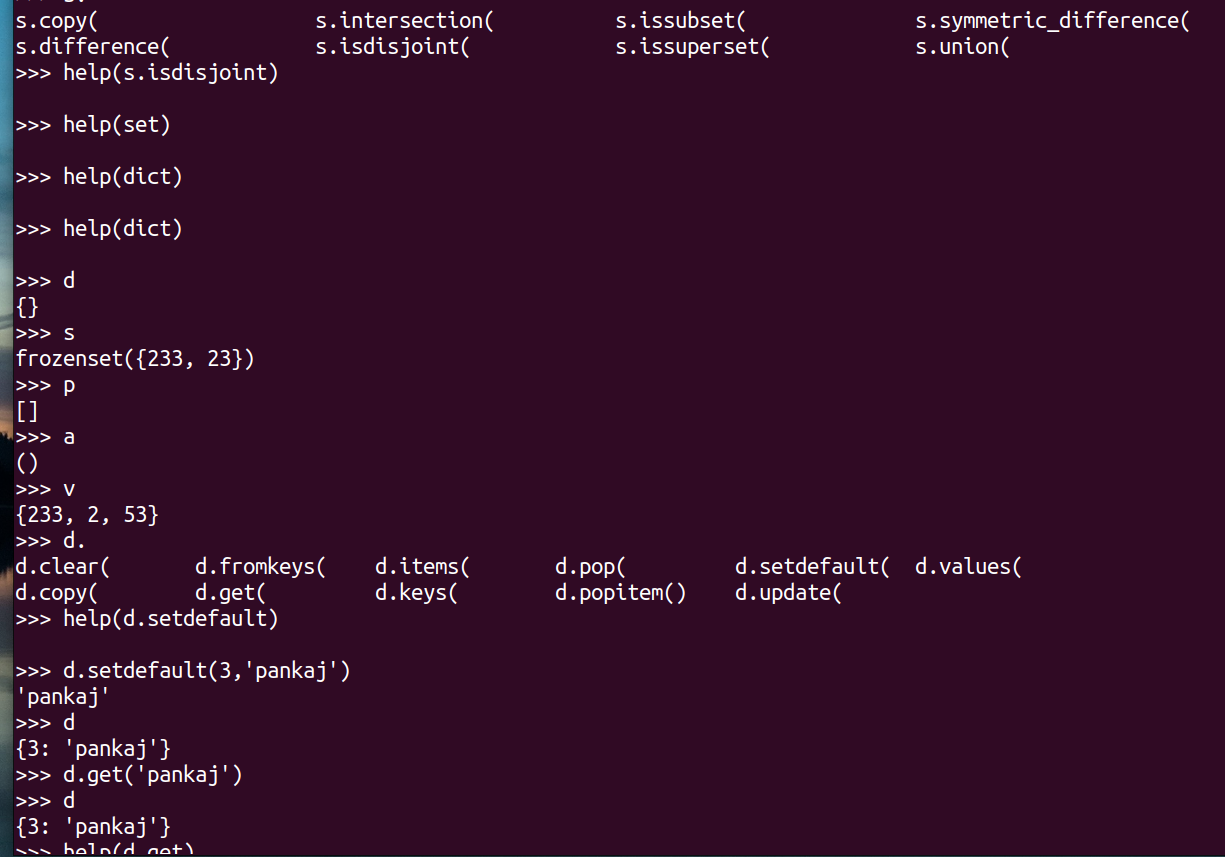 s.copy( s.intersection( s.issubset( s.symmetric_difference(
s.difference( s.isdisjoint( s.issuperset( s.union(
>>> help(s.isdisjoint)
>>> help(set)
>>> help(dict)
>>> help(dict)
>>> d
{}
>>> s
frozenset({233, 23})
>>> p
[]
>>> a
()
>>> v
{233, 2, 53}
>>> d.
d.clear( d.fromkeys( d.items( d.pop( d.setdefault( d.values(
d.copy( d.get( d.keys( d.popitem() d.update(
>>> help(d.setdefault)
>>> d.setdefault(3,'pankaj')
'pankaj'
>>> d
{3: 'pankaj'}
>>> d.get('pankaj')
>>> d
{3: 'pankaj'}
>>> help(d.get)